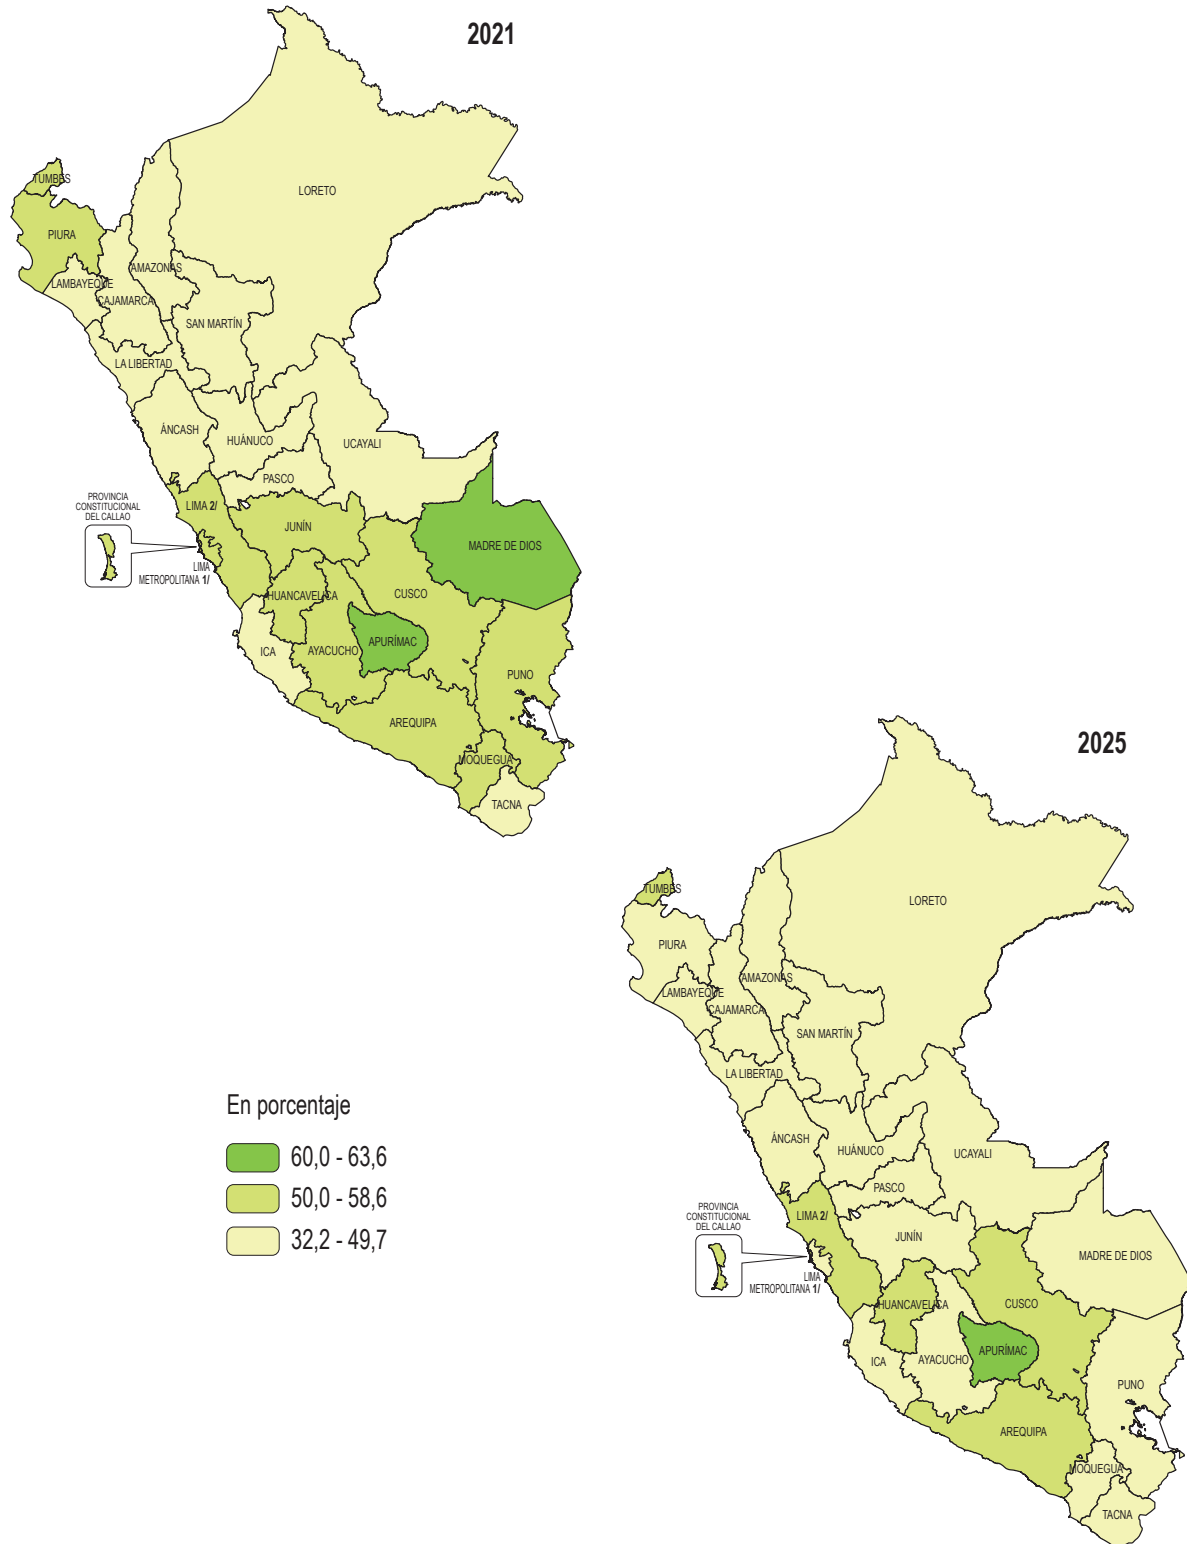 2021
LORETO
TUMBES
PIURA
AMAZONAS
LAMBAYEQUE
CAJAMARCA
SAN MARTÍN
LA LIBERTAD
ÁNCASH
HUÁNUCO
UCAYALI
PASCO
PROVINCIA
CONSTITUCIONAL
DEL CALLAO
LIMA 2/
JUNÍN
MADRE DE DIOS
LIMA
METROPOLITANA 1/
HUANCAVELICA
CUSCO
APURÍMAC
ICA
AYACUCHO
PUNO
AREQUIPA
MOQUEGUA
TACNA
2025
LORETO
TUMBES
PIURA
AMAZONAS
LAMBAYEQUE
CAJAMARCA
SAN MARTÍN
LA LIBERTAD
ÁNCASH
HUÁNUCO
UCAYALI
PASCO
PROVINCIA
CONSTITUCIONAL
DEL CALLAO
LIMA 2/
JUNÍN
MADRE DE DIOS
LIMA
METROPOLITANA 1/
HUANCAVELICA
CUSCO
APURÍMAC
ICA
AYACUCHO
PUNO
AREQUIPA
MOQUEGUA
TACNA
En porcentaje
60,0 - 63,6
50,0 - 58,6
32,2 - 49,7